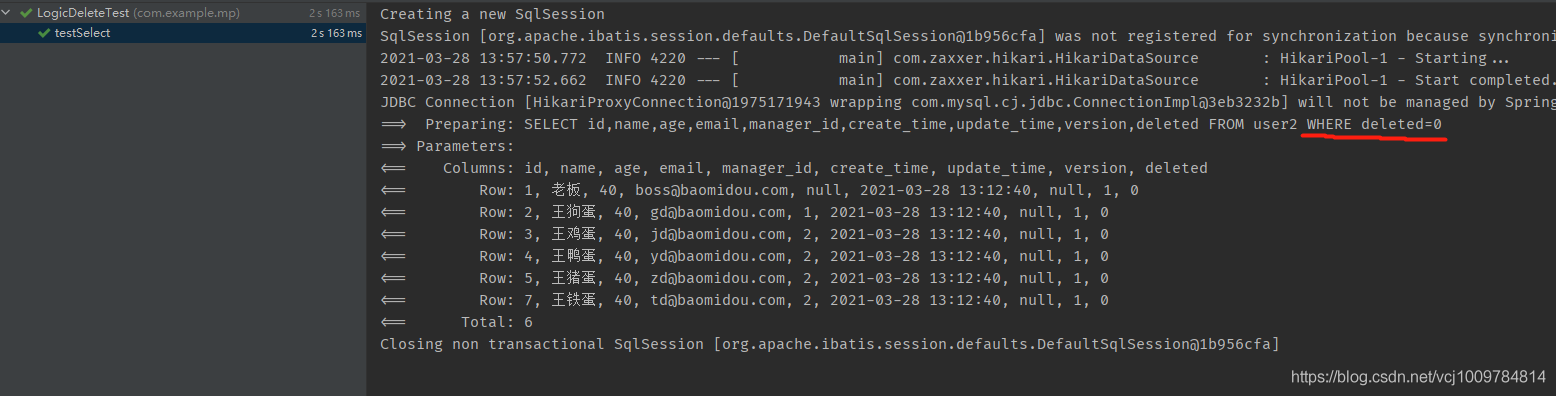 LogicDeleteTest (com.example.mp) 2 s 163 ms
testSelect 2 s 163 ms
Creating a new SqlSession
SqlSession [org.apache.ibatis.session.defaults.DefaultSqlSession@1b956cfa] was not registered for synchronization because synchroni
2021-03-28 13:57:50.772  INFO 4220 --- [           main] com.zaxxer.hikari.HikariDataSource       : HikariPool-1 - Starting...
2021-03-28 13:57:52.662  INFO 4220 --- [           main] com.zaxxer.hikari.HikariDataSource       : HikariPool-1 - Start completed.
JDBC Connection [HikariProxyConnection@1975171943 wrapping com.mysql.cj.jdbc.ConnectionImpl@3eb3232b] will not be managed by Spring
==>  Preparing: SELECT id,name,age,email,manager_id,create_time,update_time,version,deleted FROM user2 WHERE deleted=0
==> Parameters:
<==    Columns: id, name, age, email, manager_id, create_time, update_time, version, deleted
<==        Row: 1, 老板, 40, boss@baomidou.com, null, 2021-03-28 13:12:40, null, 1, 0
<==        Row: 2, 王狗蛋, 40, gd@baomidou.com, 1, 2021-03-28 13:12:40, null, 1, 0
<==        Row: 3, 王鸡蛋, 40, jd@baomidou.com, 2, 2021-03-28 13:12:40, null, 1, 0
<==        Row: 4, 王鸭蛋, 40, yd@baomidou.com, 2, 2021-03-28 13:12:40, null, 1, 0
<==        Row: 5, 王猪蛋, 40, zd@baomidou.com, 2, 2021-03-28 13:12:40, null, 1, 0
<==        Row: 7, 王铁蛋, 40, td@baomidou.com, 2, 2021-03-28 13:12:40, null, 1, 0
<==      Total: 6
Closing non transactional SqlSession [org.apache.ibatis.session.defaults.DefaultSqlSession@1b956cfa]
https://blog.csdn.net/vcj1009784814